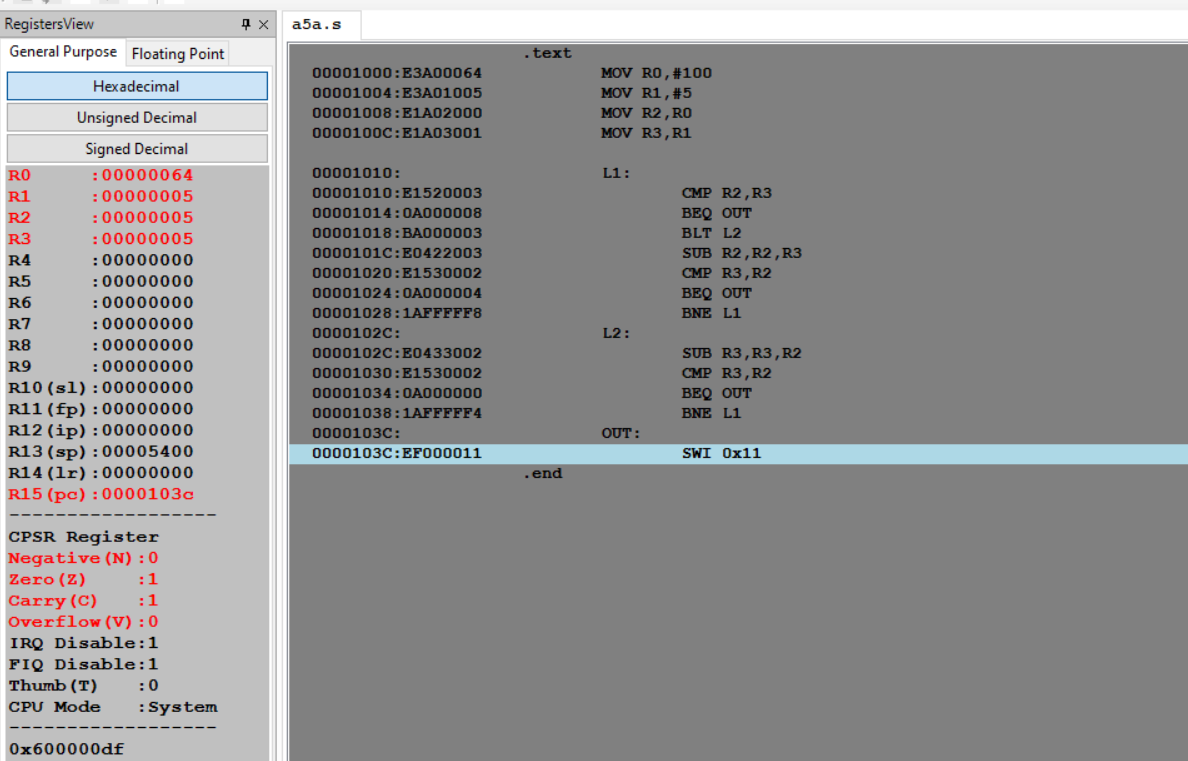 RegistersView
General Purpose
Floating Point
Hexadecimal
Unsigned Decimal
Signed Decimal
R0 :00000064
R1 :00000005
R2 :00000005
R3 :00000005
R4 :00000000
R5 :00000000
R6 :00000000
R7 :00000000
R8 :00000000
R9 :00000000
R10(sl):00000000
R11(fp):00000000
R12(ip):00000000
R13(sp):00005400
R14(lr):00000000
R15(pc):0000103c
-------------------
CPSR Register
Negative(N):0
Zero(Z) :1
Carry(C) :1
Overflow(V):0
IRQ Disable:1
FIQ Disable:1
Thumb(T) :0
CPU Mode :System
-------------------
0x600000df
a5a.s
.text
00001000:E3A00064 MOV R0,#100
00001004:E3A01005 MOV R1,#5
00001008:E1A02000 MOV R2,R0
0000100C:E1A03001 MOV R3,R1
00001010: L1:
00001010:E1520003 CMP R2,R3
00001014:0A000008 BEQ OUT
00001018:BA000003 BLT L2
0000101C:E0422003 SUB R2,R2,R3
00001020:E1530002 CMP R3,R2
00001024:0A000004 BEQ OUT
00001028:1AFFFFF8 BNE L1
0000102C: L2:
0000102C:E0433002 SUB R3,R3,R2
00001030:E1530002 CMP R3,R2
00001034:0A000000 BEQ OUT
00001038:1AFFFFF4 BNE L1
0000103C: OUT:
0000103C:EF000011 SWI 0x11
.end